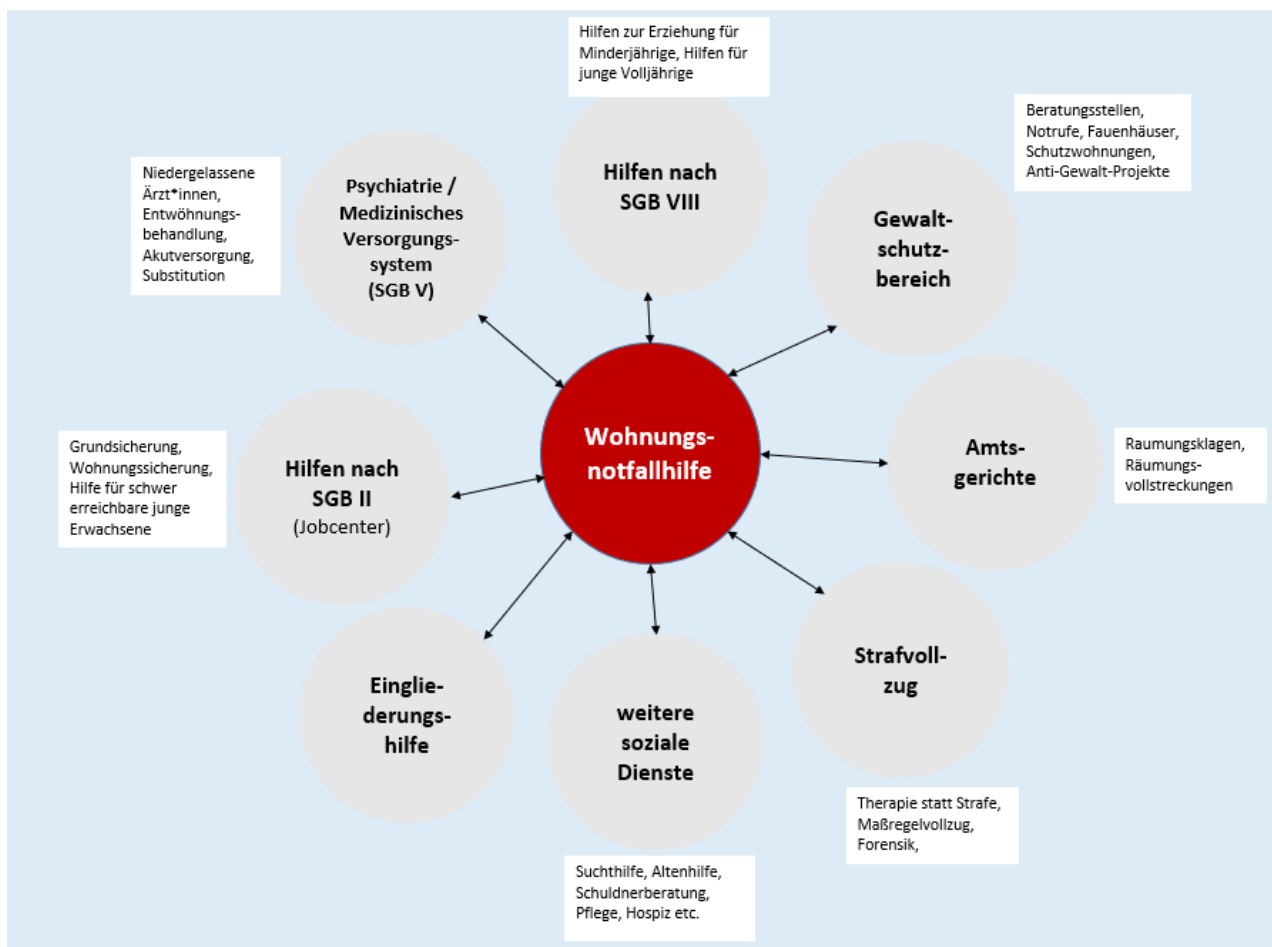 Hilfen zur Erziehung für
Minderjährige, Hilfen für
junge Volljährige
Hilfen nach
SGB VIII
Beratungsstellen,
Notrufe, Fauenhäuser,
Schutzwohnungen,
Anti-Gewalt-Projekte
Gewalt-
schutz-
bereich
Niedergelassene
Ärzt*innen,
Entwöhnungs-
behandlung,
Akutversorgung,
Substitution
Psychiatrie /
Medizinisches
Versorgungs-
system
(SGB V)
Wohnungs-
notfallhilfe
Amts-
gerichte
Raumungsklagen,
Räumungs-
vollstreckungen
Grundsicherung,
Wohnungssicherung,
Hilfe für schwer
erreichbare junge
Erwachsene
Hilfen nach
SGB II
(Jobcenter)
Strafvoll-
zug
Therapie statt Strafe,
Maßregelvollzug,
Forensik,
Einglie-
derungs-
hilfe
weitere
soziale
Dienste
Suchthilfe, Altenhilfe,
Schuldnerberatung,
Pflege, Hospiz etc.